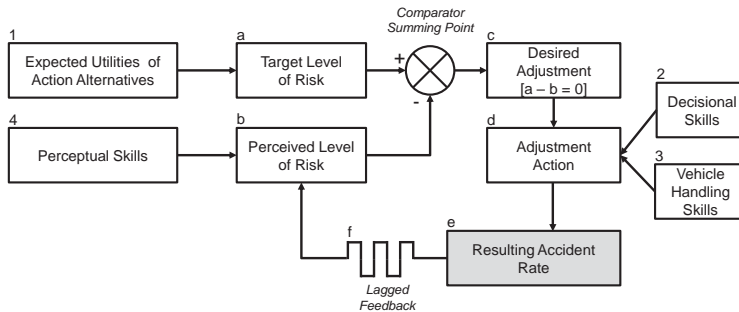 Comparator
Summing Point
1
Expected Utilities of
Action Alternatives
a
Target Level
of Risk
+
-
c
Desired
Adjustment
[a – b = 0]
2
Decisional
Skills
4
Perceptual Skills
b
Perceived Level
of Risk
d
Adjustment
Action
3
Vehicle
Handling
Skills
f
Lagged
Feedback
e
Resulting Accident
Rate